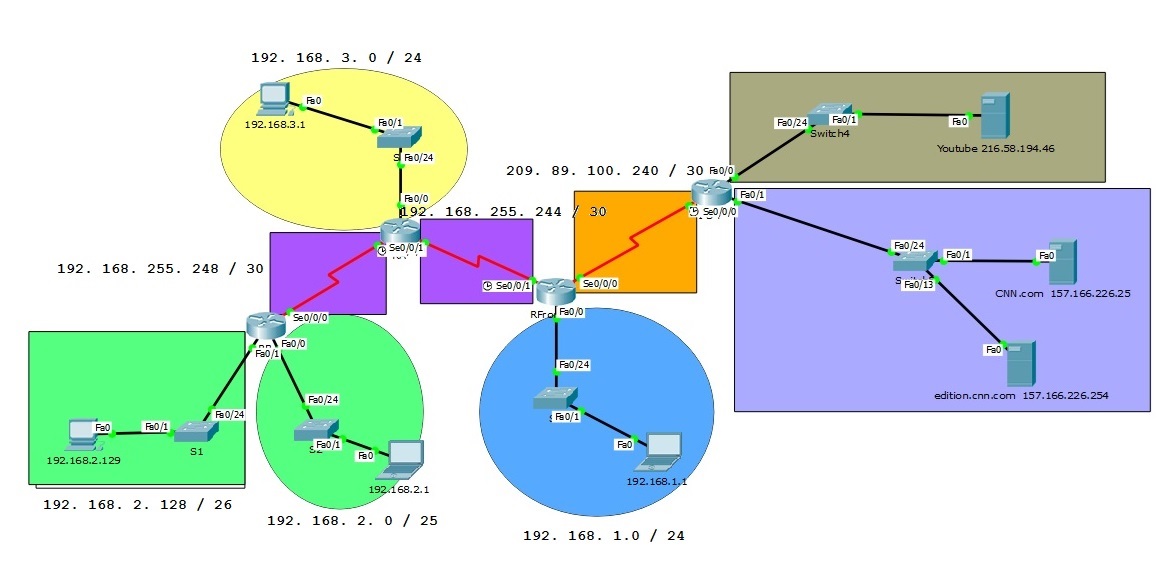 192. 168. 3. 0 / 24
Fa0
192.168.3.1
Fa0/1
Fa0/24
Fa0/0
192. 168. 255. 244 / 30
Se0/0/1
192. 168. 255. 248 / 30
Se0/0/0
Fa0/0
Fa0/1
Fa0/24
Fa0
Fa0/1
S1
192.168.2.129
192. 168. 2. 128 / 26
Fa0/24
Fa0/1
Fa0
192.168.2.1
192. 168. 2. 0 / 25
Se0/0/1
Se0/0/0
Fa0/0
Fa0/24
Fa0/1
Fa0
192.168.1.1
192. 168. 1.0 / 24
209. 89. 100. 240 / 30
Fa0/0
Fa0/1
Se0/0/0
Fa0/24
Fa0/1
Switch4
Fa0
Youtube 216.58.194.46
Fa0/24
Fa0/1
Fa0/13
Fa0
CNN.com 157.166.226.25
Fa0
edition.cnn.com 157.166.226.254